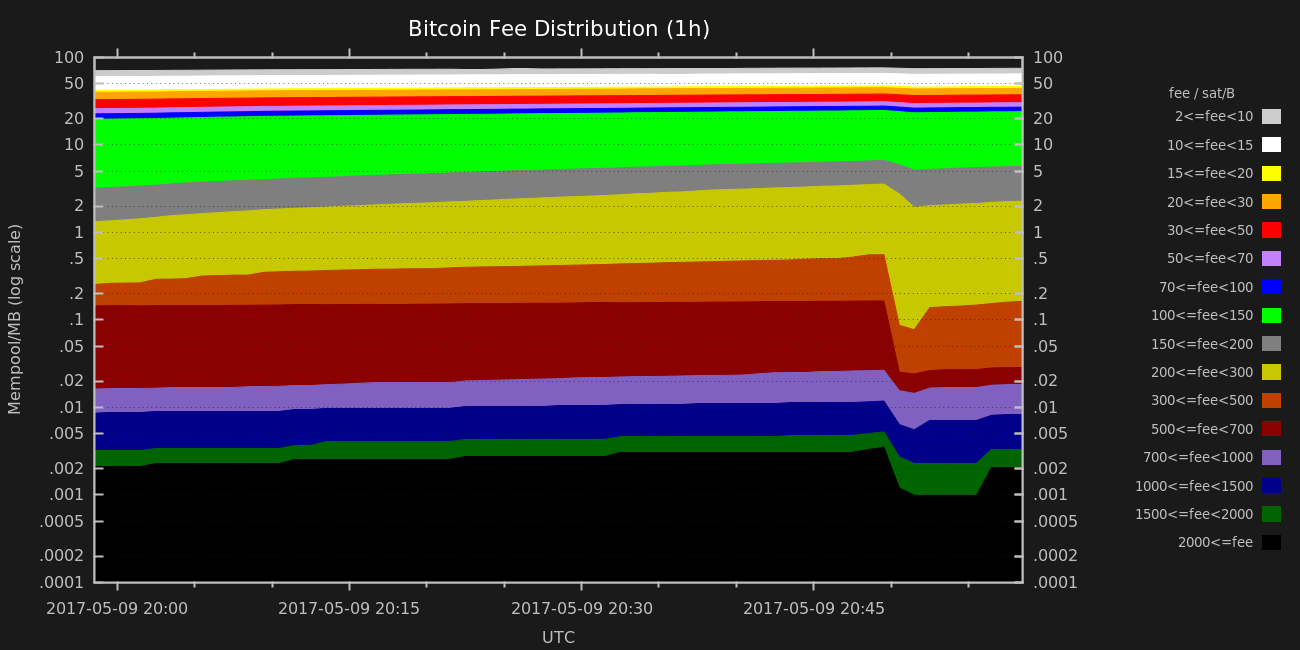 Bitcoin Fee Distribution (1h)
Mempool/MB (log scale)
100
50
20
10
5
2
1
.5
.2
.1
.05
.02
.01
.005
.002
.001
.0005
.0002
.0001
100
50
20
10
5
2
1
.5
.2
.1
.05
.02
.01
.005
.002
.001
.0005
.0002
.0001
2017-05-09 20:00
2017-05-09 20:15
2017-05-09 20:30
2017-05-09 20:45
UTC
fee / sat/B
2<=fee<10
10<=fee<15
15<=fee<20
20<=fee<30
30<=fee<50
50<=fee<70
70<=fee<100
100<=fee<150
150<=fee<200
200<=fee<300
300<=fee<500
500<=fee<700
700<=fee<1000
1000<=fee<1500
1500<=fee<2000
2000<=fee